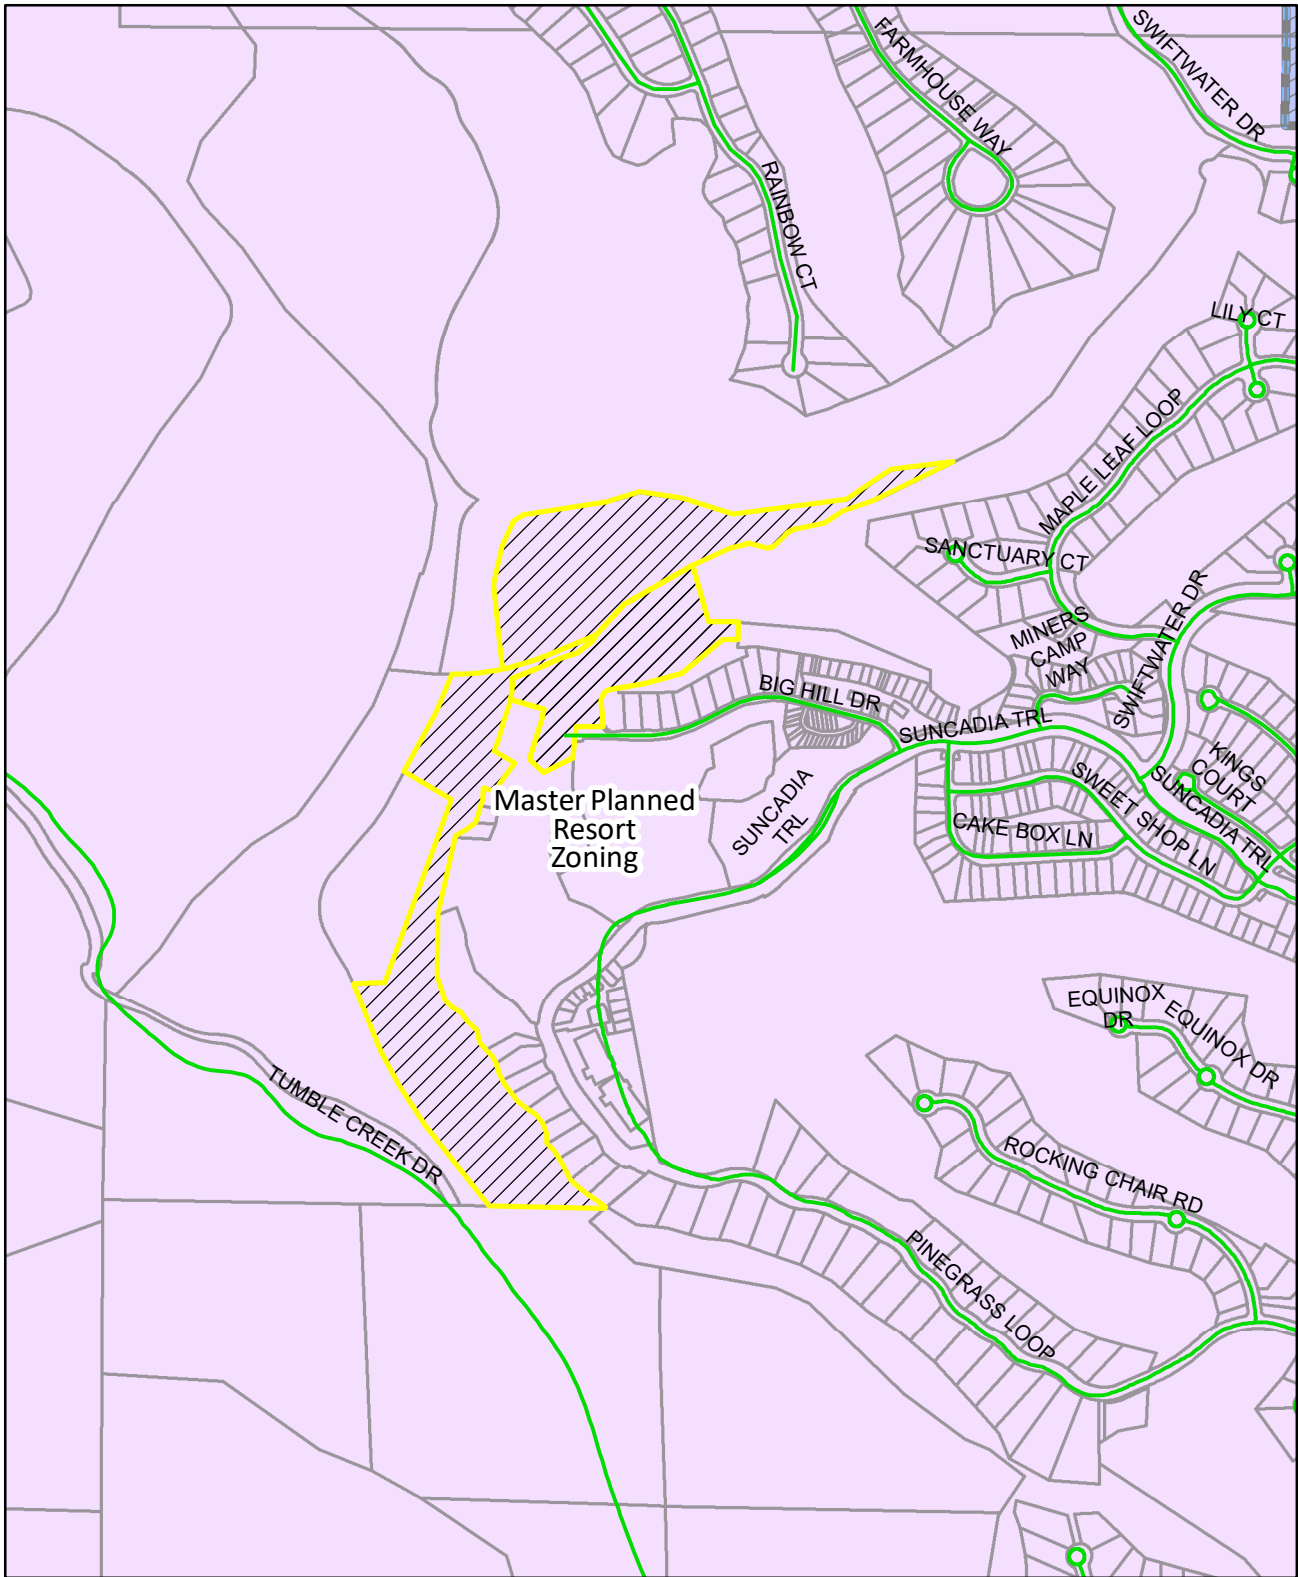 SWIFTWATER DR
FARMHOUSE WAY
RAINBOW CT
LILY CT
MAPLE LEAF LOOP
SANCTUARY CT
MINERS
CAMP
WAY
SWIFTWATER DR
BIG HILL DR
SUNCADIA TRL
KINGS
COURT
SUNCADIA
TRL
SWEET SHOP LN
SUNCADIA TRL
Master Planned
Resort
Zoning
CAKE BOX LN
EQUINOX
DR
EQUINOX DR
TUMBLE CREEK DR
ROCKING CHAIR RD
PINEGRASS LOOP